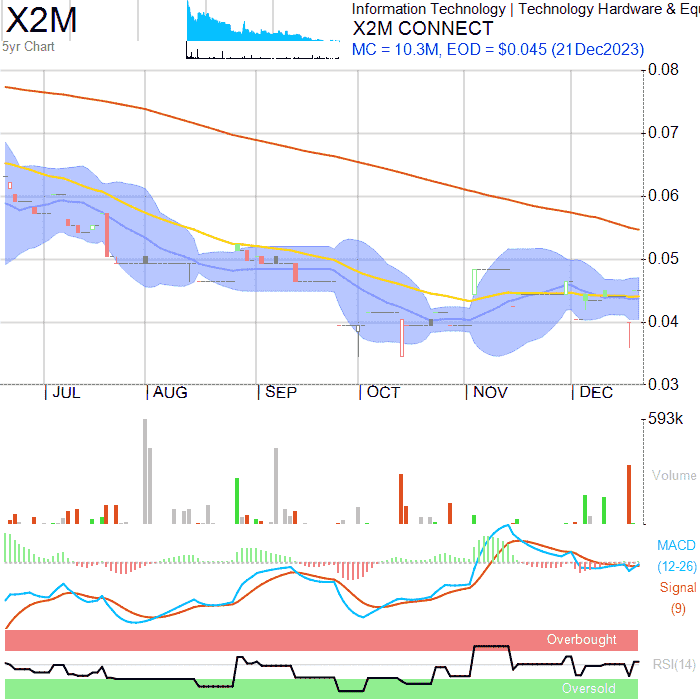 X2M
5yr Chart
Information Technology | Technology Hardware & Equ
X2M CONNECT
MC = 10.3M, EOD = $0.045 (21Dec2023)
0.08
0.07
0.06
0.05
0.04
0.03
JUL AUG SEP OCT NOV DEC
593k
Volume
MACD
(12-26)
Signal
(9)
Overbought
RSI(14)
Oversold